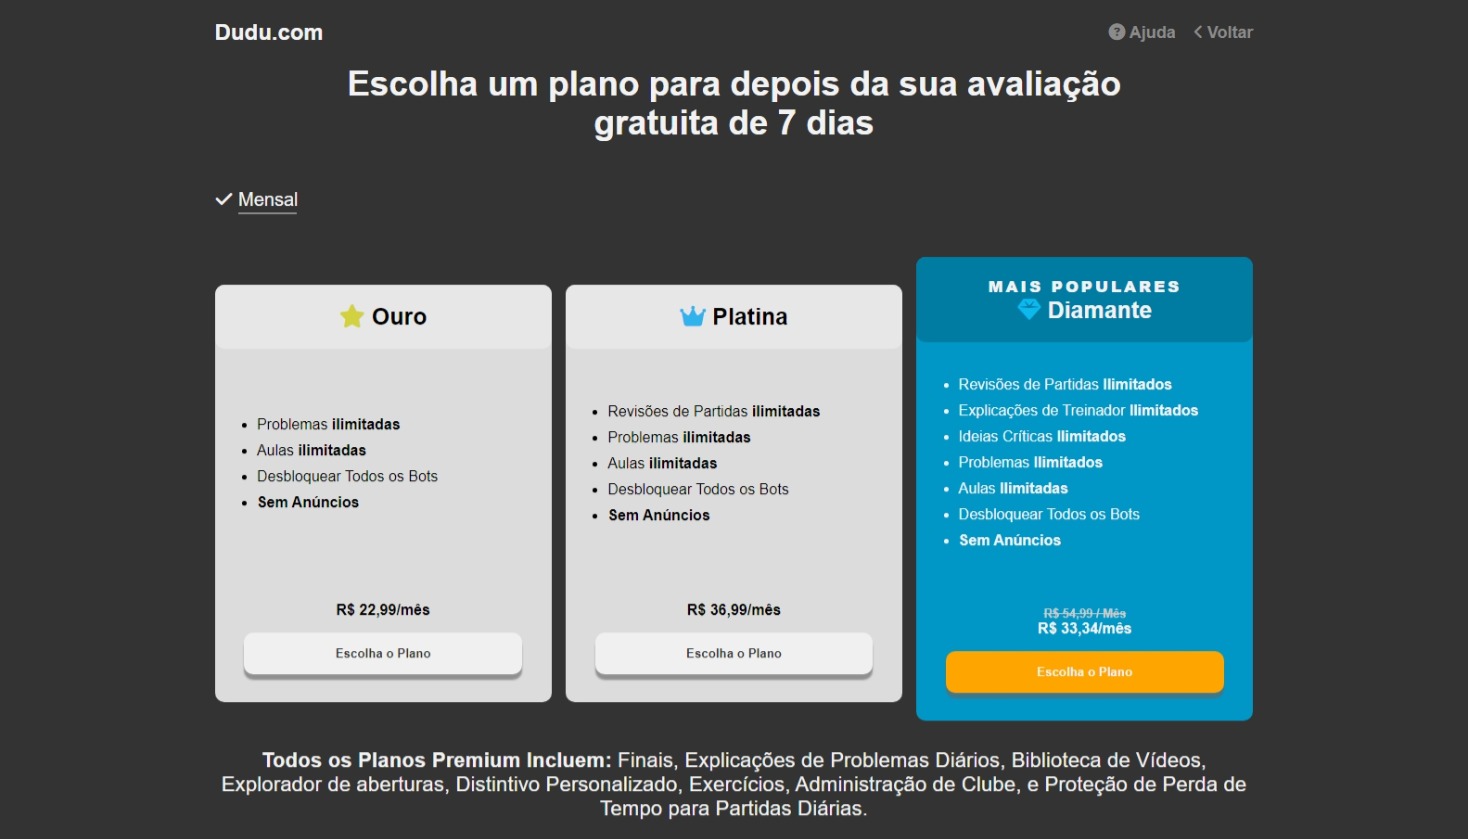 Dudu.com
Ajuda
Voltar
Escolha um plano para depois da sua avaliação
gratuita de 7 dias
Mensal
Ouro
Problemas ilimitadas
Aulas ilimitadas
Desbloquear Todos os Bots
Sem Anúncios
R$ 22,99/mês
Escolha o Plano
Platina
Revisões de Partidas ilimitadas
Problemas ilimitadas
Aulas ilimitadas
Desbloquear Todos os Bots
Sem Anúncios
R$ 36,99/mês
Escolha o Plano
MAIS POPULARES
Diamante
Revisões de Partidas Ilimitados
Explicações de Treinador Ilimitados
Ideias Críticas Ilimitados
Problemas Ilimitados
Aulas Ilimitadas
Desbloquear Todos os Bots
Sem Anúncios
R$ 54,99 / Mês
R$ 33,34/mês
Escolha o Plano
Todos os Planos Premium Incluem: Finais, Explicações de Problemas Diários, Biblioteca de Vídeos,
Explorador de aberturas, Distintivo Personalizado, Exercícios, Administração de Clube, e Proteção de Perda de
Tempo para Partidas Diárias.